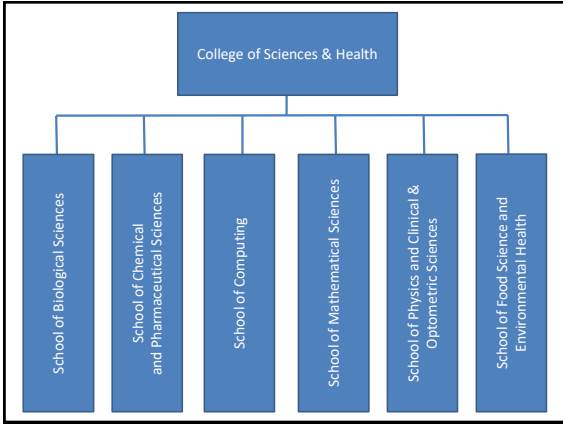 College of Sciences & Health
School of Biological Sciences
School of Chemical
and Pharmaceutical Sciences
School of Computing
School of Mathematical Sciences
School of Physics and Clinical &
Optometric Sciences
School of Food Science and
Environmental Health